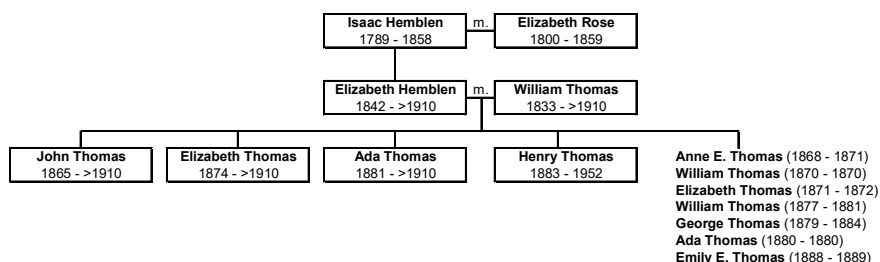 Isaac Hemblen
1789 - 1858
m.
Elizabeth Rose
1800 - 1859
Elizabeth Hemblen
1842 - >1910
m.
William Thomas
1833 - >1910
John Thomas
1865 - >1910
Elizabeth Thomas
1874 - >1910
Ada Thomas
1881 - >1910
Henry Thomas
1883 - 1952
Anne E. Thomas (1868 - 1871)
William Thomas (1870 - 1870)
Elizabeth Thomas (1871 - 1872)
William Thomas (1877 - 1881)
George Thomas (1879 - 1884)
Ada Thomas (1880 - 1880)
Emily E. Thomas (1888 - 1889)